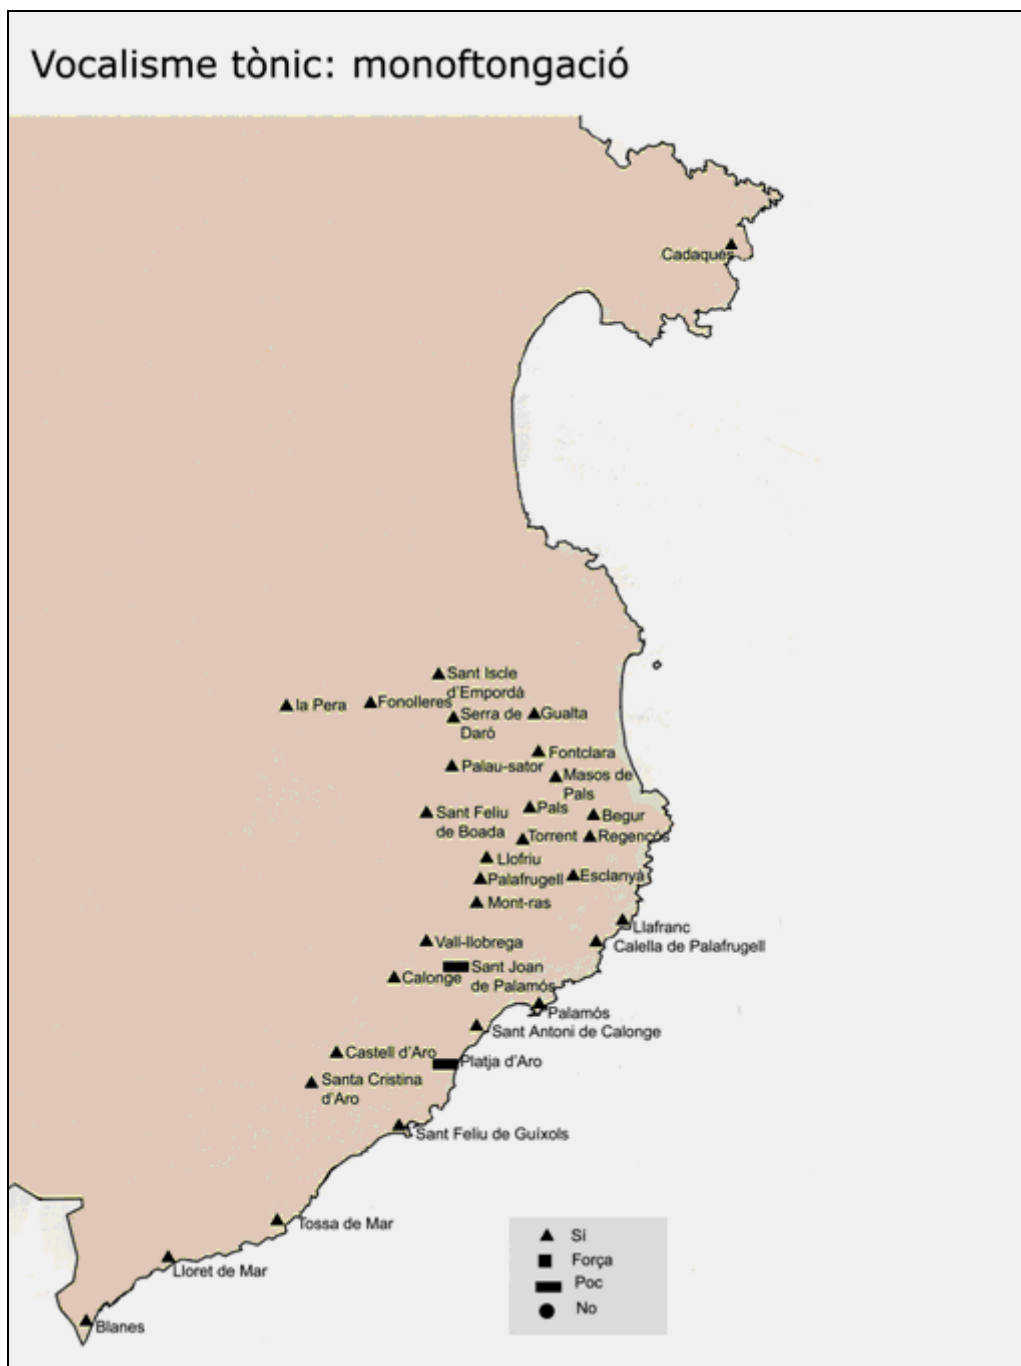 Vocalisme tònic: monoftongació
Cadaqués
Sant Iscle
d'Empordà
la Pera
Fonolleres
Serra de
Daró
Gualta
Fontclara
Palau-sator
Masos de
Pals
Pals
Sant Feliu
de Boada
Begur
Torrent
Regencós
Llofriu
Palafrugell
Esclanyà
Mont-ras
Llafranc
Vall-llobrega
Calella de Palafrugell
Sant Joan
de Palamós
Calonge
Palamós
Sant Antoni de Calonge
Castell d'Aro
Platja d'Aro
Santa Cristina
d'Aro
Sant Feliu de Guíxols
Tossa de Mar
Lloret de Mar
Blanes
Sí
Força
Poc
No